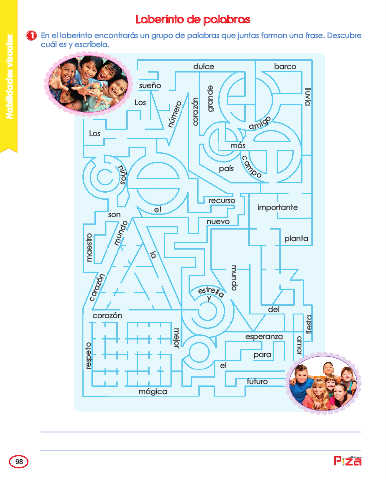 Laberinto de palabras
Habilidades visuales
1 En el laberinto encontrarás un grupo de palabras que juntas forman una frase. Descubre
cuál es y escríbela.
dulce
barco
sueño
lluvia
grande
Los
número
corazón
amigo
Los
más
campo
país
niños
recurso
importante
el
son
nuevo
mundo
planta
maestro
la
mundo
corazón
estrella
y
del
corazón
fiesta
mejor
esperanza
amor
respeto
para
el
futuro
mágica
98
PIZA